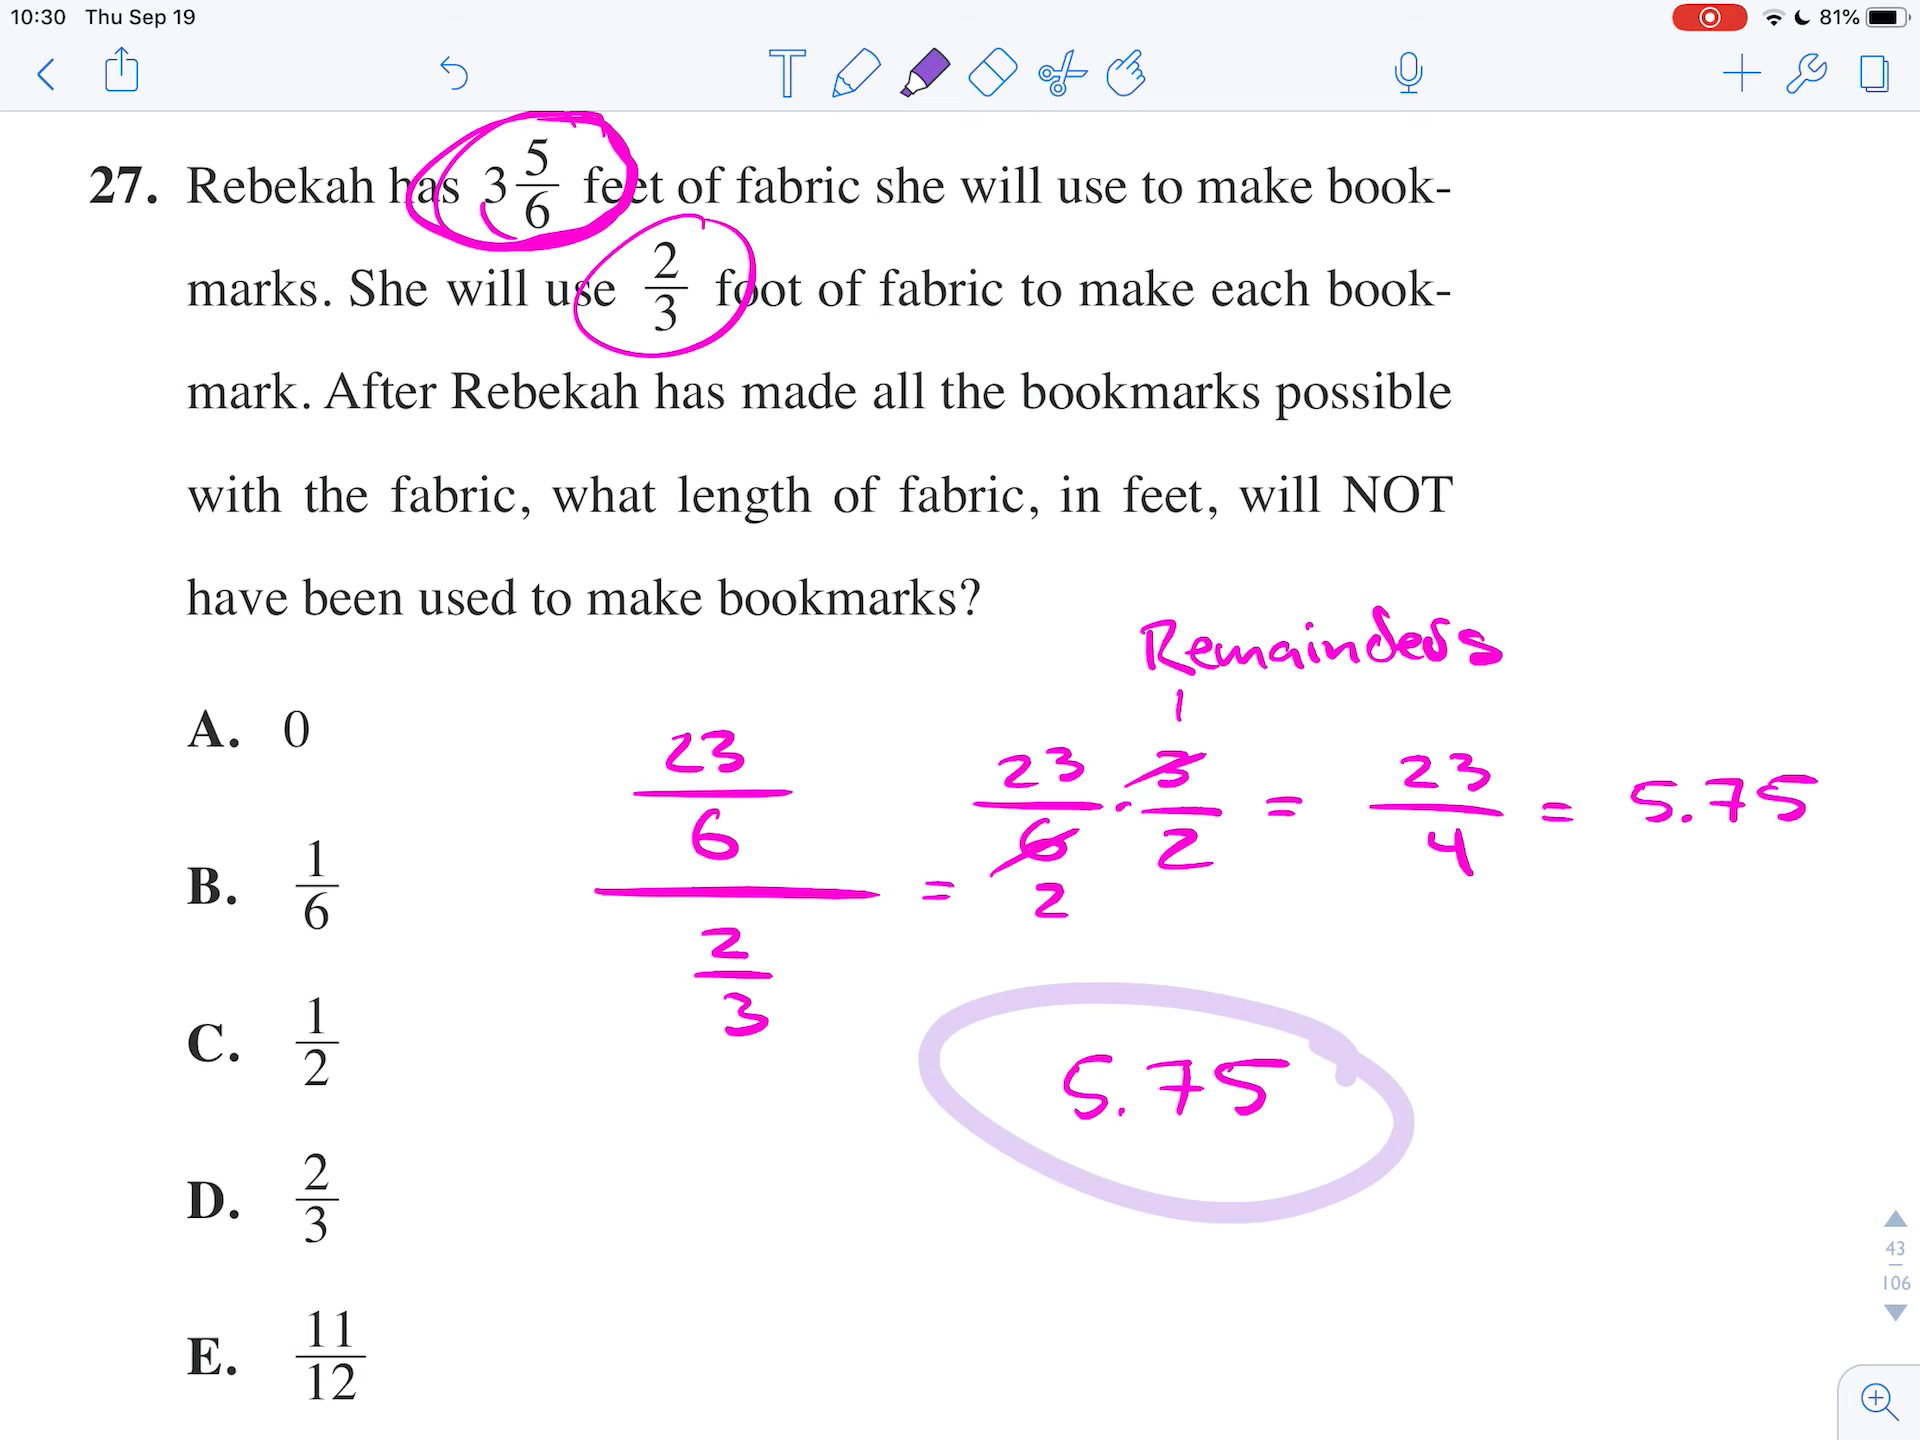 10:30 Thu Sep 19 81%
27. Rebekah has 3 5/6 feet of fabric she will use to make book-
marks. She will use 2/3 foot of fabric to make each book-
mark. After Rebekah has made all the bookmarks possible
with the fabric, what length of fabric, in feet, will NOT
have been used to make bookmarks?
Remainders
A. 0
1
23/6 / 2/3 = 23/6 · 3/2 = 23/4 = 5.75
2
B. 1/6
C. 1/2
5.75
D. 2/3
E. 11/12
43
106